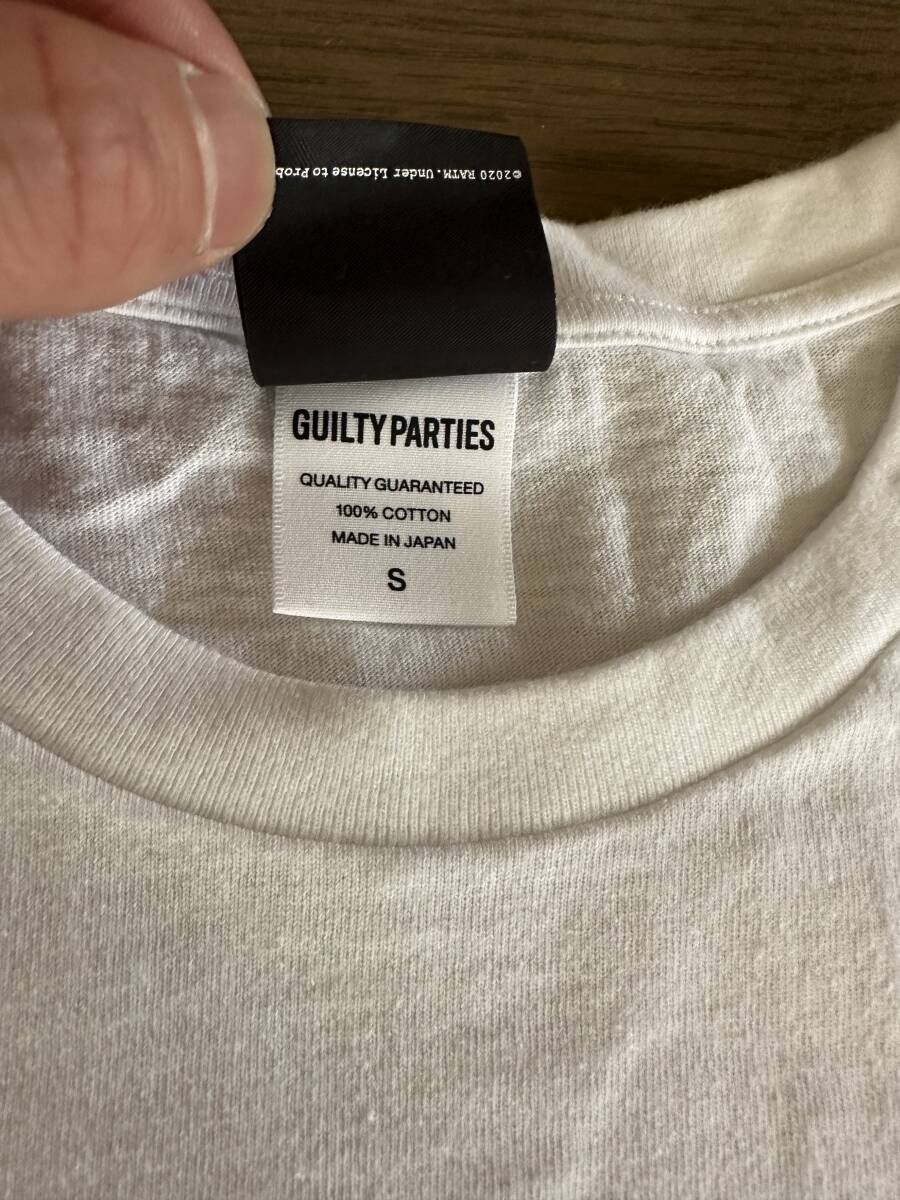 ©2020 RATM. Under License to Prob
GUILTY PARTIES
QUALITY GUARANTEED
100% COTTON
MADE IN JAPAN
S